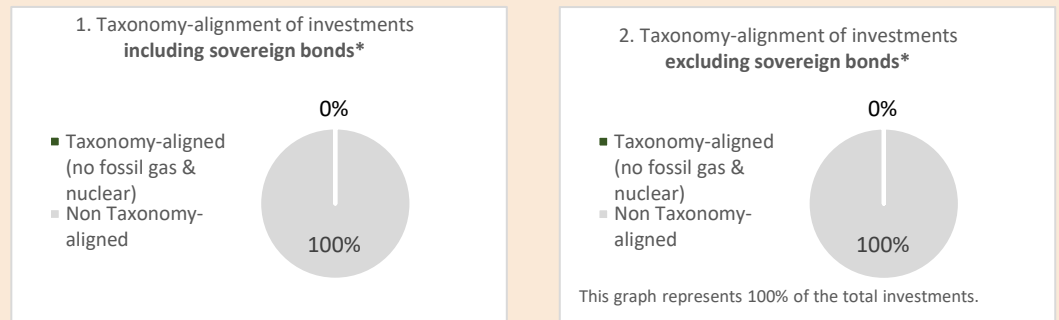 1. Taxonomy-alignment of investments
including sovereign bonds*
0%
Taxonomy-aligned
(no fossil gas &
nuclear)
Non Taxonomy-
aligned
100%
2. Taxonomy-alignment of investments
excluding sovereign bonds*
0%
Taxonomy-aligned
(no fossil gas &
nuclear)
Non Taxonomy-
aligned
100%
This graph represents 100% of the total investments.